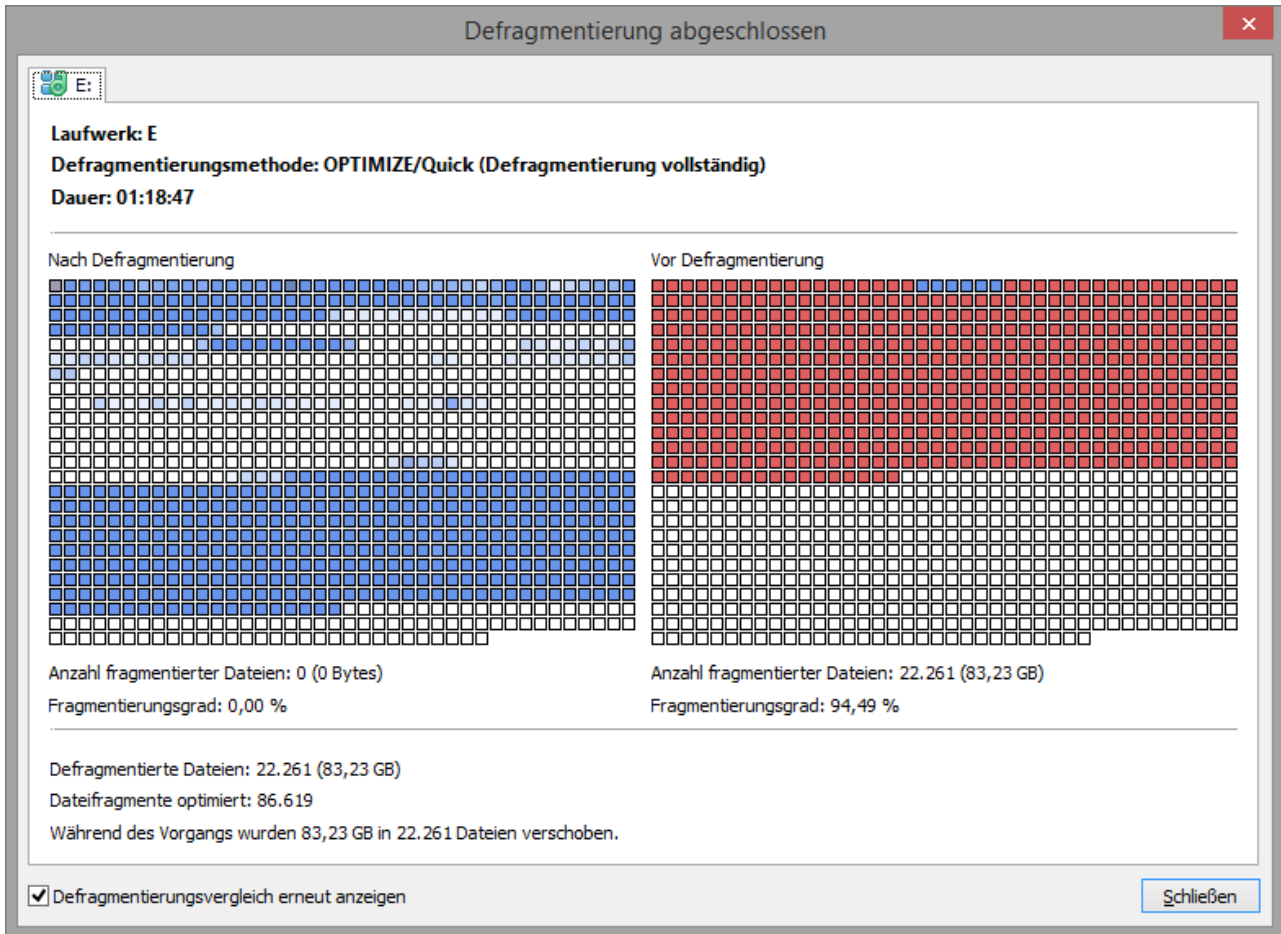 Defragmentierung abgeschlossen
E:
Laufwerk: E
Defragmentierungsmethode: OPTIMIZE/Quick (Defragmentierung vollständig)
Dauer: 01:18:47
Nach Defragmentierung
Vor Defragmentierung
Anzahl fragmentierter Dateien: 0 (0 Bytes)
Fragmentierungsgrad: 0,00 %
Anzahl fragmentierter Dateien: 22.261 (83,23 GB)
Fragmentierungsgrad: 94,49 %
Defragmentierte Dateien: 22.261 (83,23 GB)
Dateifragmente optimiert: 86.619
Während des Vorgangs wurden 83,23 GB in 22.261 Dateien verschoben.
Defragmentierungsvergleich erneut anzeigen
Schließen